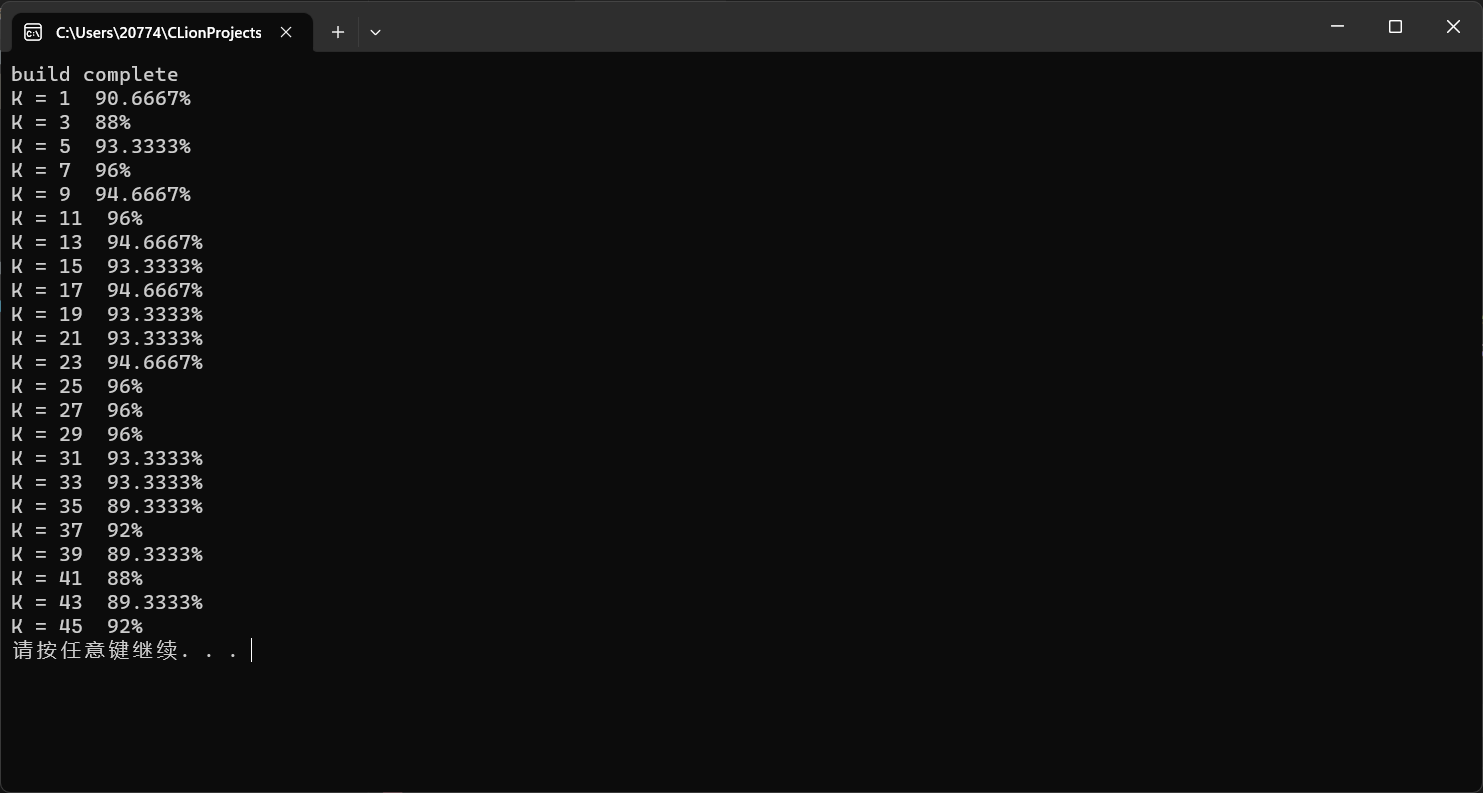 C:\Users\20774\CLionProjects
build complete
K = 1  90.6667%
K = 3  88%
K = 5  93.3333%
K = 7  96%
K = 9  94.6667%
K = 11  96%
K = 13  94.6667%
K = 15  93.3333%
K = 17  94.6667%
K = 19  93.3333%
K = 21  93.3333%
K = 23  94.6667%
K = 25  96%
K = 27  96%
K = 29  96%
K = 31  93.3333%
K = 33  93.3333%
K = 35  89.3333%
K = 37  92%
K = 39  89.3333%
K = 41  88%
K = 43  89.3333%
K = 45  92%
请按任意键继续. . .